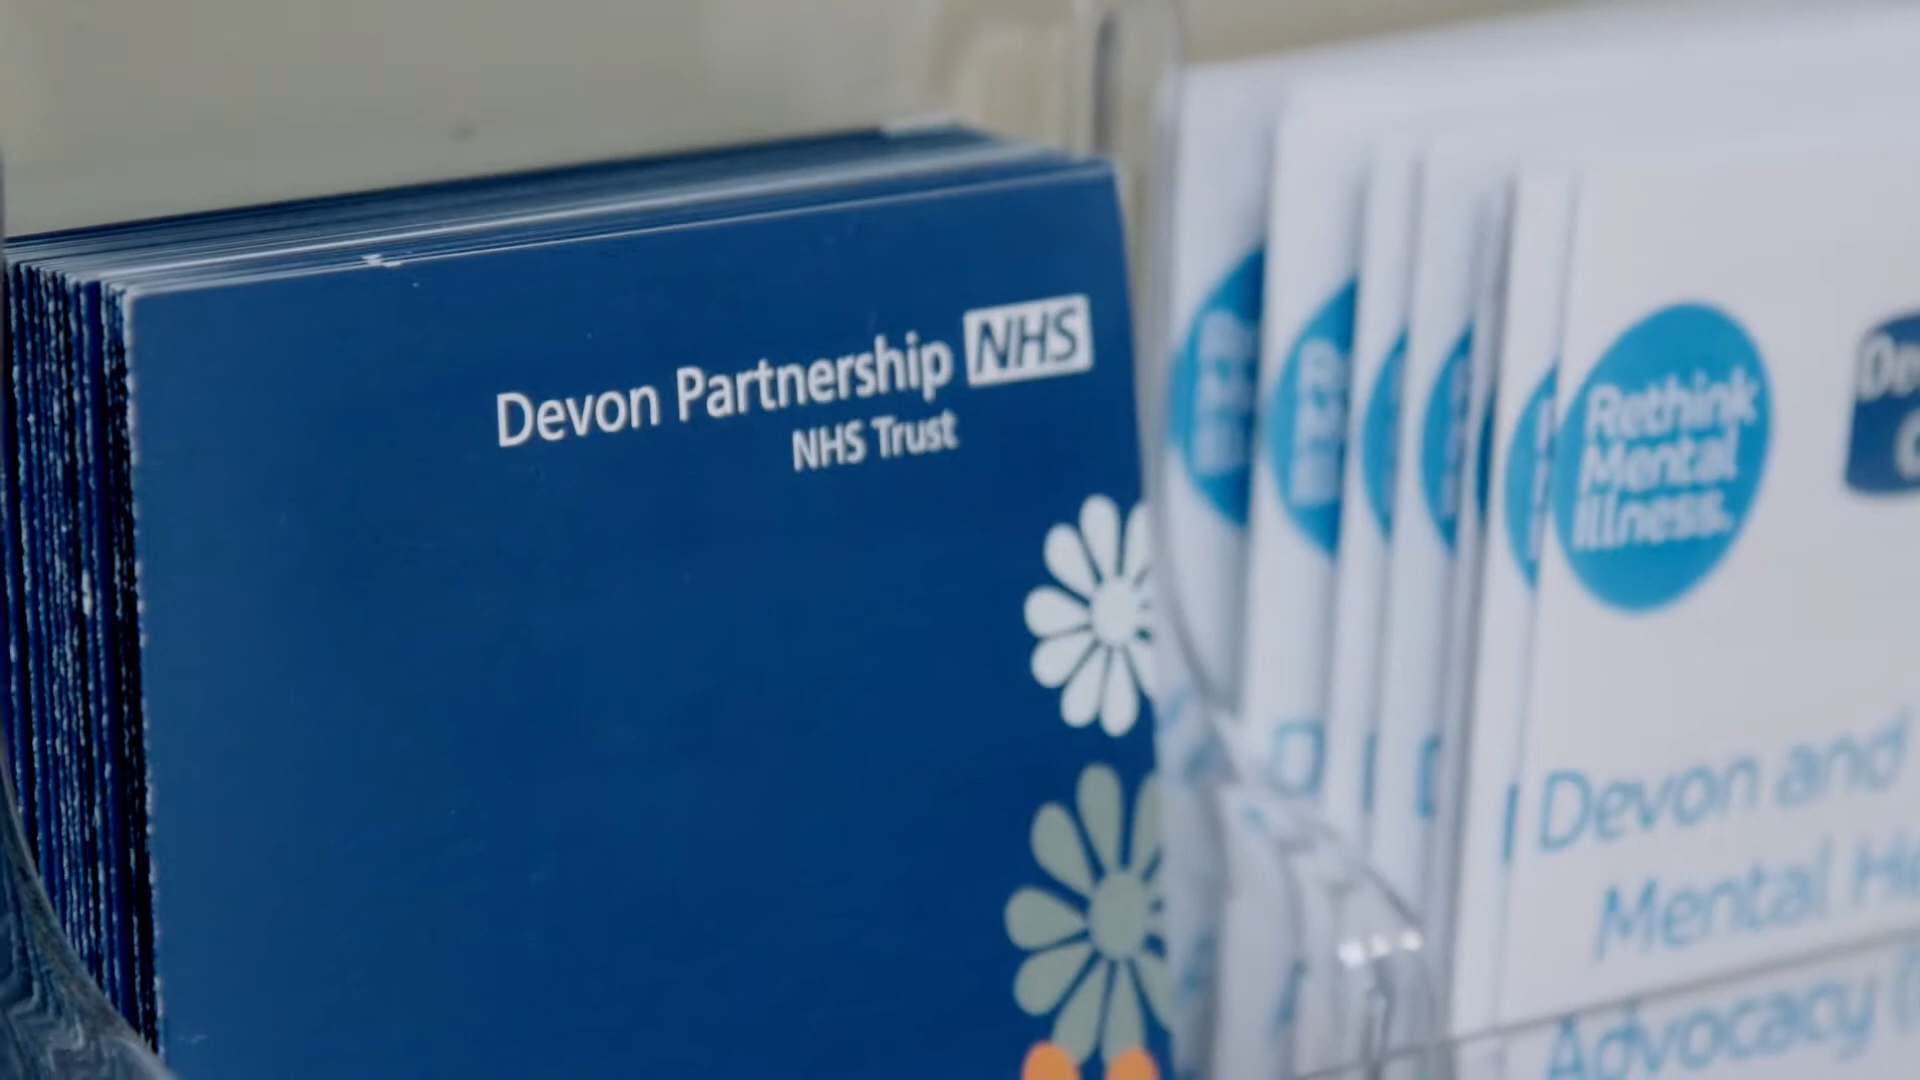 Devon Partnership NHS
NHS Trust
Rethink
Mental
Illness.
Devon and
Mental
Advocacy